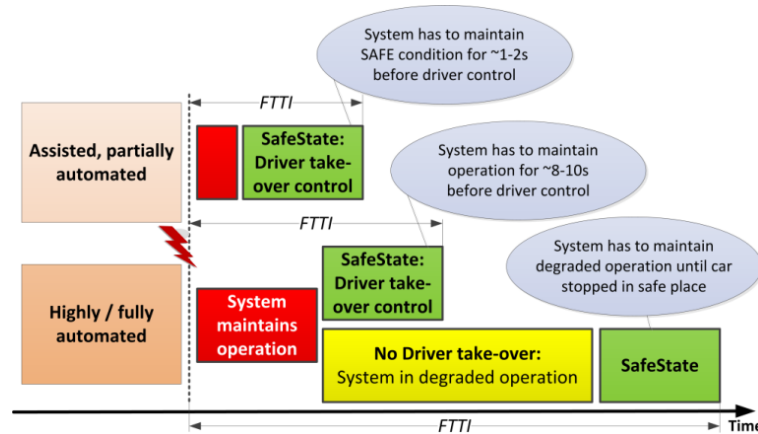 System has to maintain
SAFE condition for ~1-2s
before driver control
FTTI
Assisted, partially
automated
SafeState:
Driver take-
over control
System has to maintain
operation for ~8-10s
before driver control
FTTI
Highly / fully
automated
System
maintains
operation
SafeState:
Driver take-
over control
System has to maintain
degraded operation until car
stopped in safe place
No Driver take-over:
System in degraded operation
SafeState
FTTI
Time